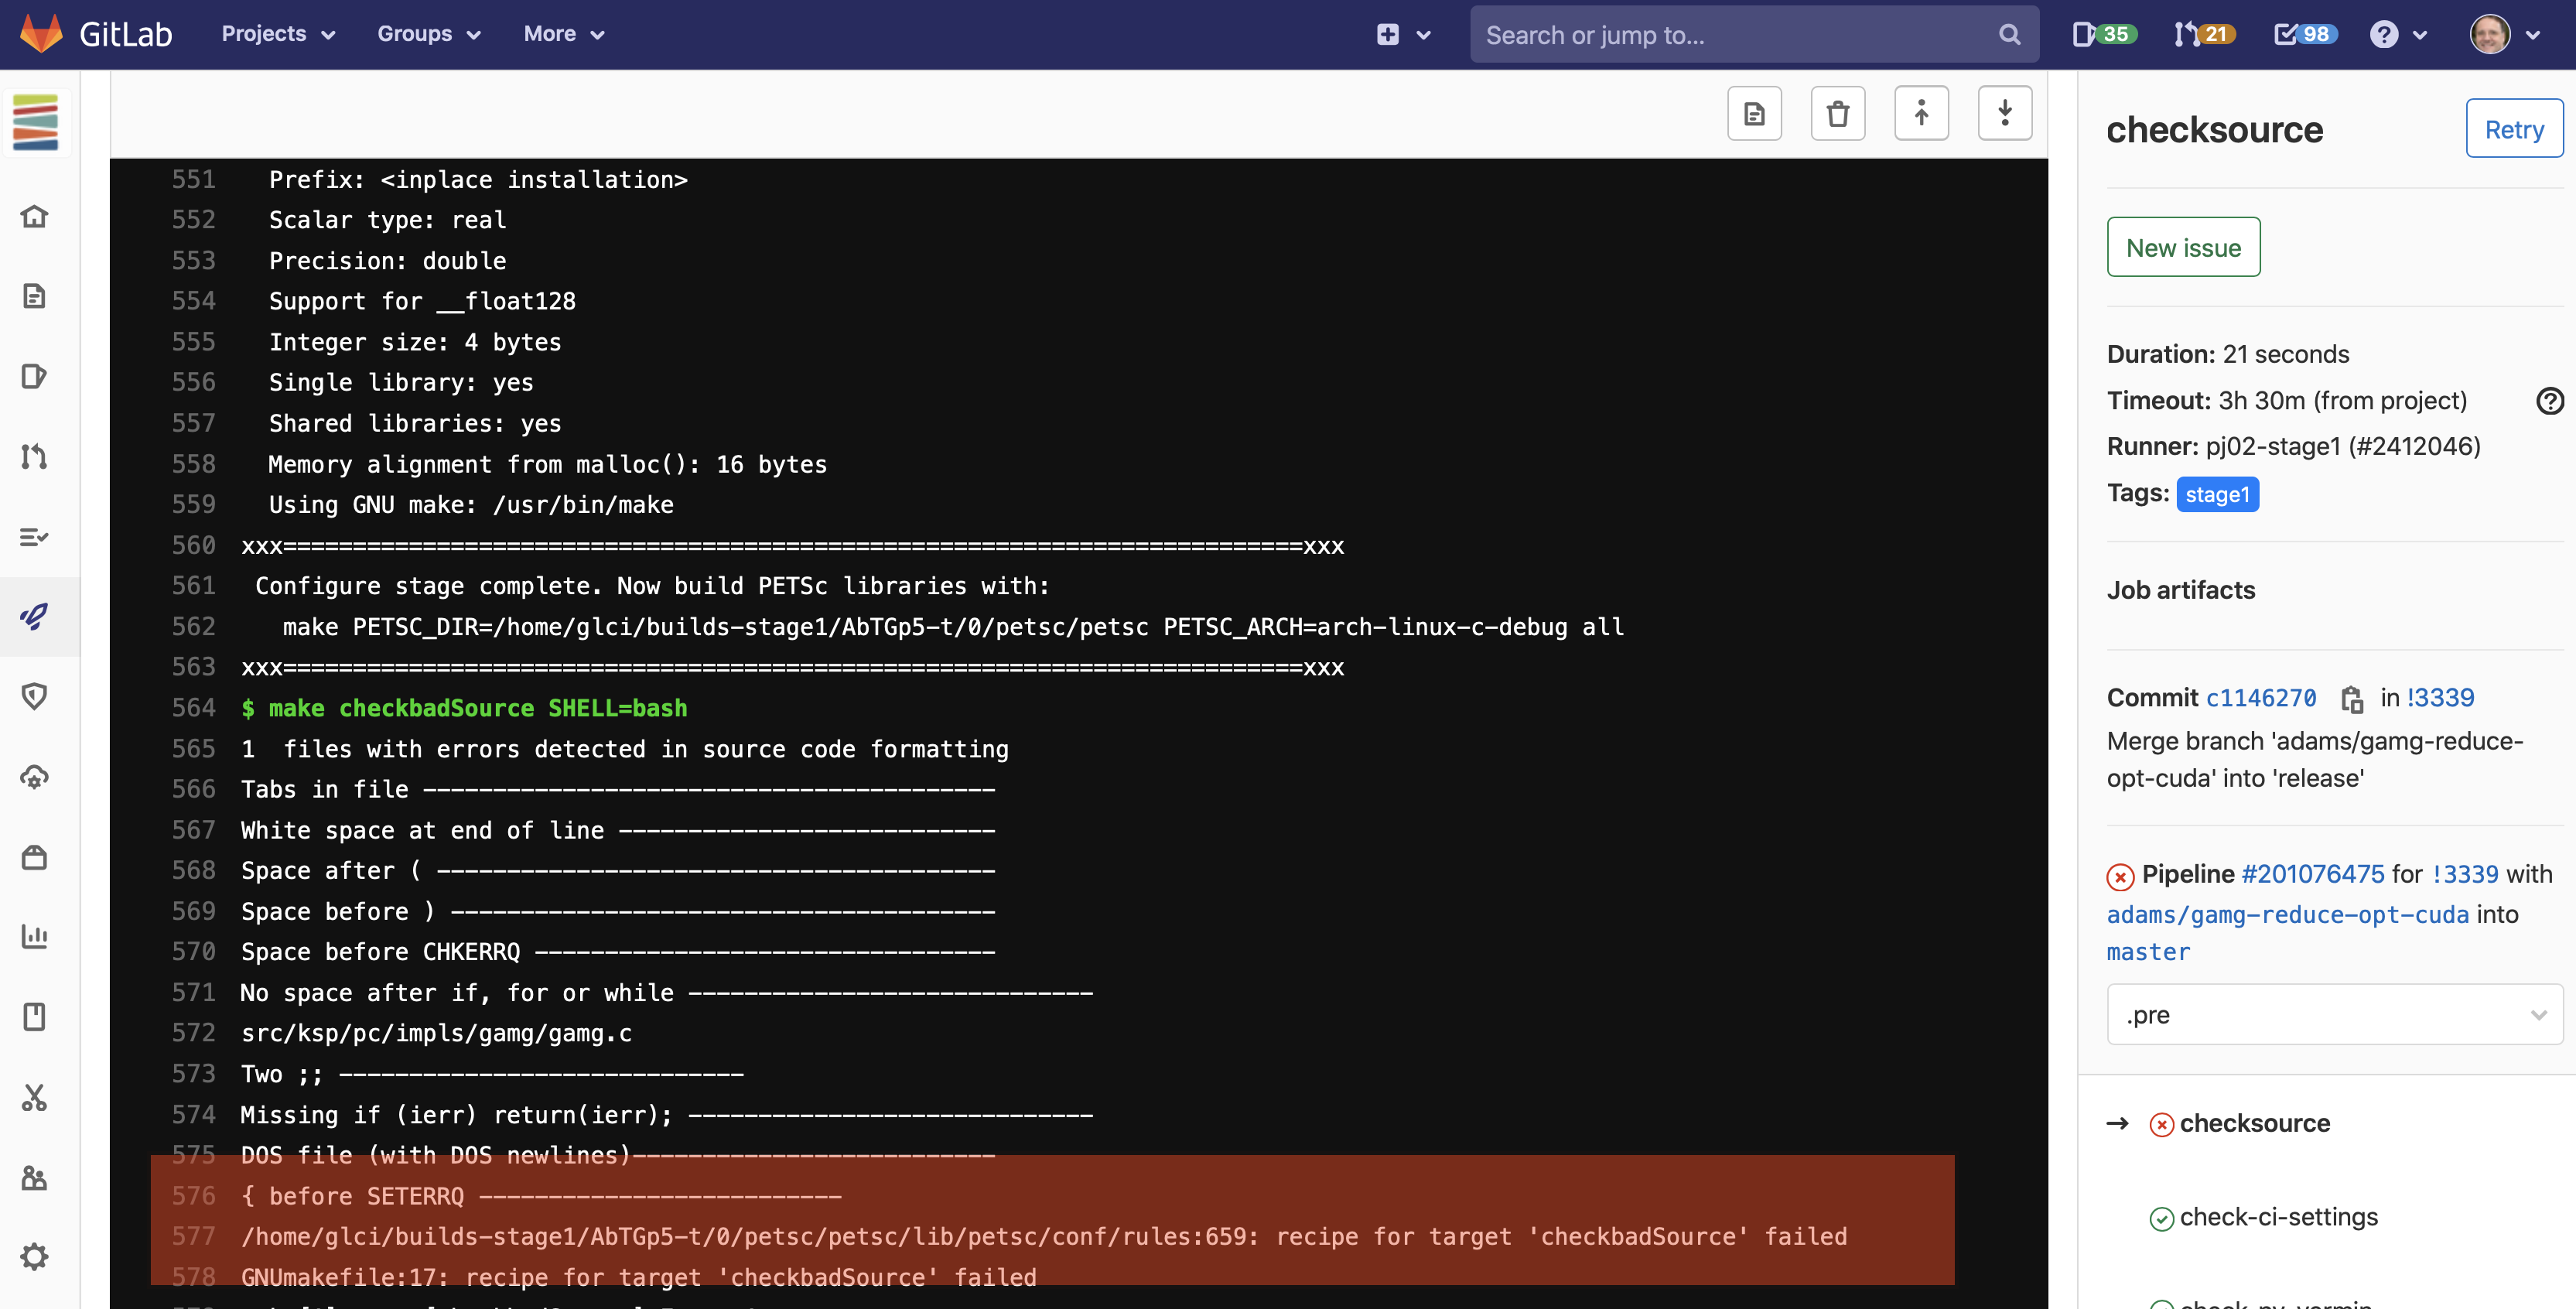 GitLab Projects Groups More Search or jump to... 35 21 98
551 Prefix: <inplace installation>
552 Scalar type: real
553 Precision: double
554 Support for __float128
555 Integer size: 4 bytes
556 Single library: yes
557 Shared libraries: yes
558 Memory alignment from malloc(): 16 bytes
559 Using GNU make: /usr/bin/make
560 xxx=========================================================================xxx
561 Configure stage complete. Now build PETSc libraries with:
562 make PETSC_DIR=/home/glci/builds-stage1/AbTGp5-t/0/petsc/petsc PETSC_ARCH=arch-linux-c-debug all
563 xxx=========================================================================xxx
564 $ make checkbadSource SHELL=bash
565 1  files with errors detected in source code formatting
566 Tabs in file -----------------------------------------
567 White space at end of line ---------------------------
568 Space after ( ----------------------------------------
569 Space before ) ---------------------------------------
570 Space before CHKERRQ ---------------------------------
571 No space after if, for or while -----------------------------
572 src/ksp/pc/impls/gamg/gamg.c
573 Two ;; -----------------------------
574 Missing if (ierr) return(ierr); -----------------------------
575 DOS file (with DOS newlines)--------------------------
576 { before SETERRQ --------------------------
577 /home/glci/builds-stage1/AbTGp5-t/0/petsc/petsc/lib/petsc/conf/rules:659: recipe for target 'checkbadSource' failed
578 GNUmakefile:17: recipe for target 'checkbadSource' failed
checksource
Retry
New issue
Duration: 21 seconds
Timeout: 3h 30m (from project)
Runner: pj02-stage1 (#2412046)
Tags: stage1
Job artifacts
Commit c1146270 in !3339
Merge branch 'adams/gamg-reduce-
opt-cuda' into 'release'
Pipeline #201076475 for !3339 with
adams/gamg-reduce-opt-cuda into
master
.pre
checksource
check-ci-settings